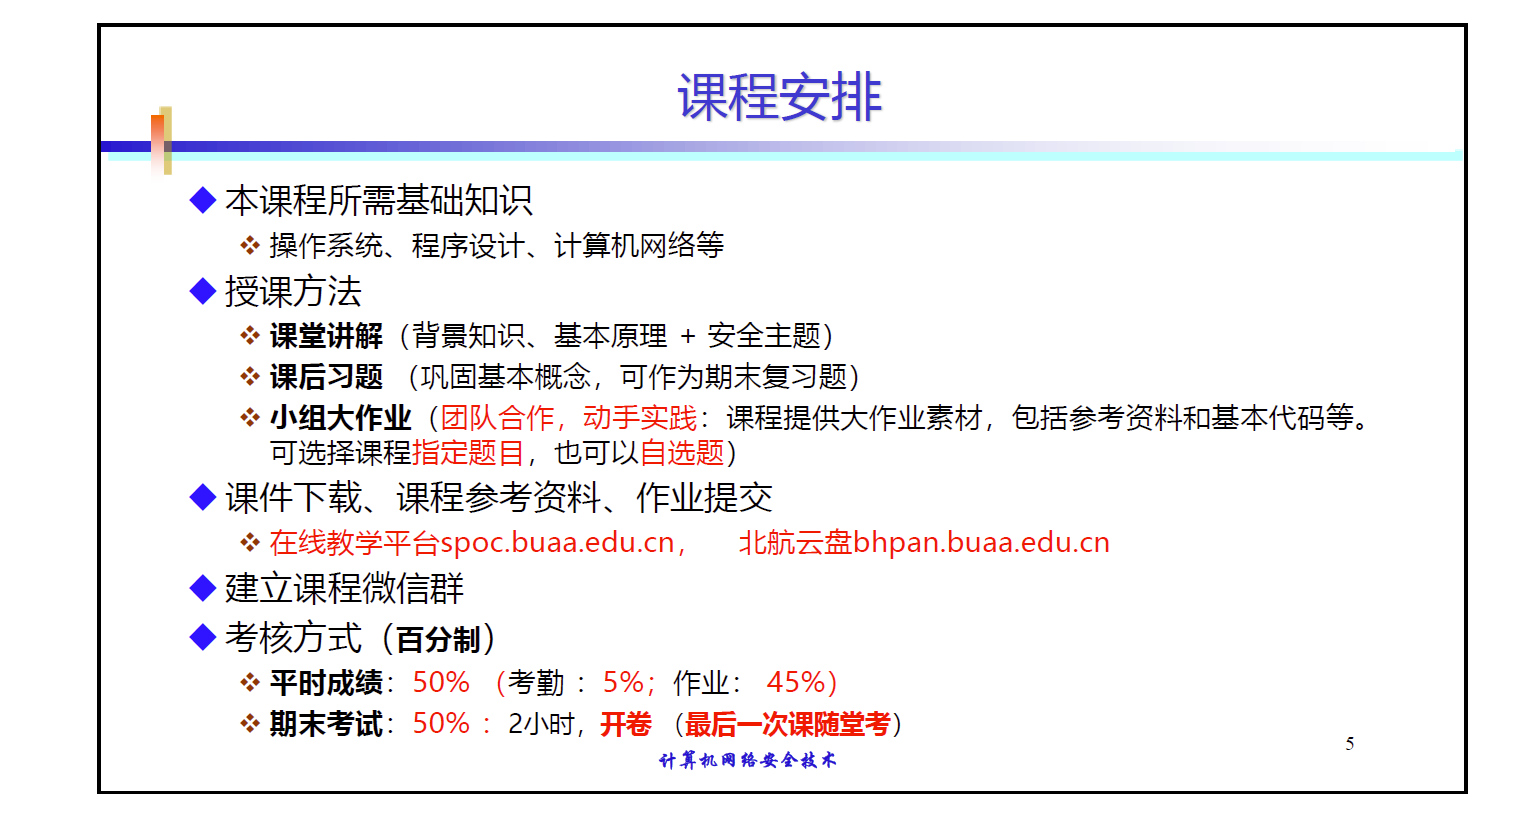 课程安排
本课程所需基础知识
操作系统、程序设计、计算机网络等
授课方法
课堂讲解（背景知识、基本原理 + 安全主题）
课后习题 （巩固基本概念，可作为期末复习题）
小组大作业（团队合作，动手实践：课程提供大作业素材，包括参考资料和基本代码等。
可选择课程指定题目，也可以自选题）
课件下载、课程参考资料、作业提交
在线教学平台spoc.buaa.edu.cn， 北航云盘bhpan.buaa.edu.cn
建立课程微信群
考核方式（百分制）
平时成绩：50% （考勤 ：5%；作业： 45%）
期末考试：50% ：2小时，开卷 （最后一次课随堂考）
计算机网络安全技术
5